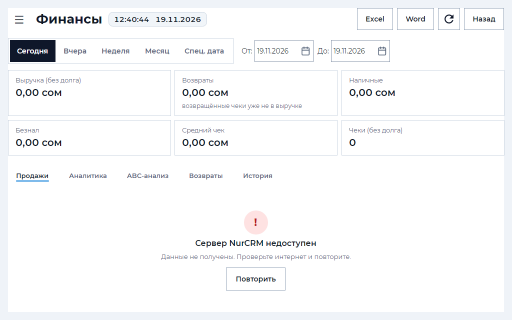 Финансы
12:40:44 19.11.2026
Excel
Word
Назад
Сегодня
Вчера
Неделя
Месяц
Спец. дата
От: 19.11.2026
До: 19.11.2026
Выручка (без долга)
0,00 сом
Возвраты
0,00 сом
возвращённые чеки уже не в выручке
Наличные
0,00 сом
Безнал
0,00 сом
Средний чек
0,00 сом
Чеки (без долга)
0
Продажи
Аналитика
ABC-анализ
Возвраты
История
!
Сервер NurCRM недоступен
Данные не получены. Проверьте интернет и повторите.
Повторить